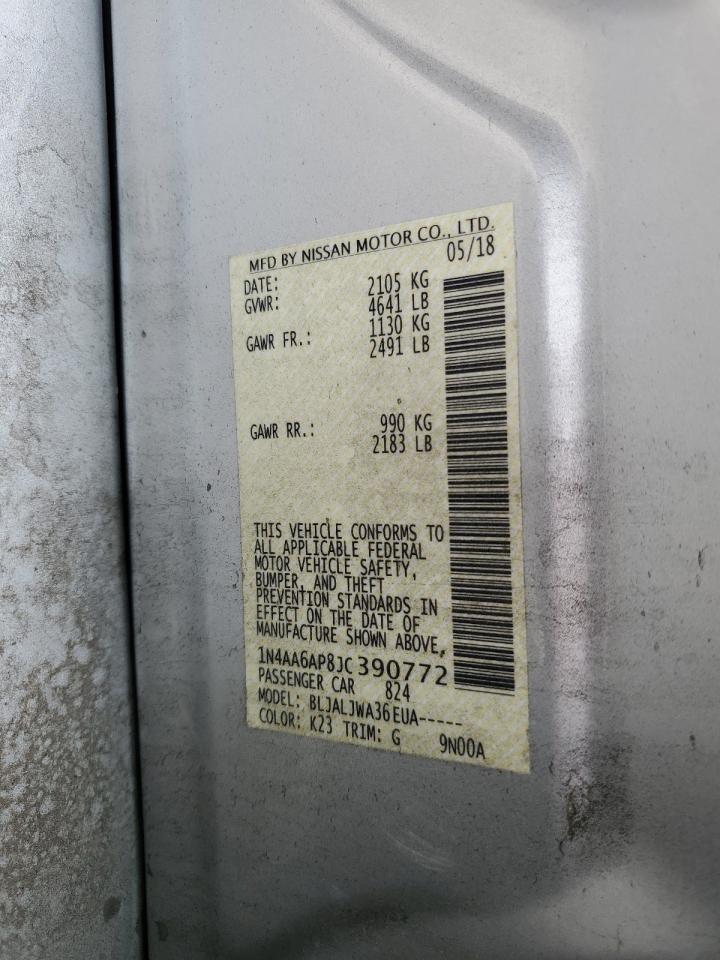 MFD BY NISSAN MOTOR CO., LTD.
DATE: 05/18
GVWR: 2105 KG
4641 LB
GAWR FR.: 1130 KG
2491 LB
GAWR RR.: 990 KG
2183 LB
THIS VEHICLE CONFORMS TO
ALL APPLICABLE FEDERAL
MOTOR VEHICLE SAFETY,
BUMPER, AND THEFT
PREVENTION STANDARDS IN
EFFECT ON THE DATE OF
MANUFACTURE SHOWN ABOVE.
1N4AA6AP8JC390772
PASSENGER CAR 824
MODEL: BLJALJWA36EUA-----
COLOR: K23 TRIM: G 9N00A